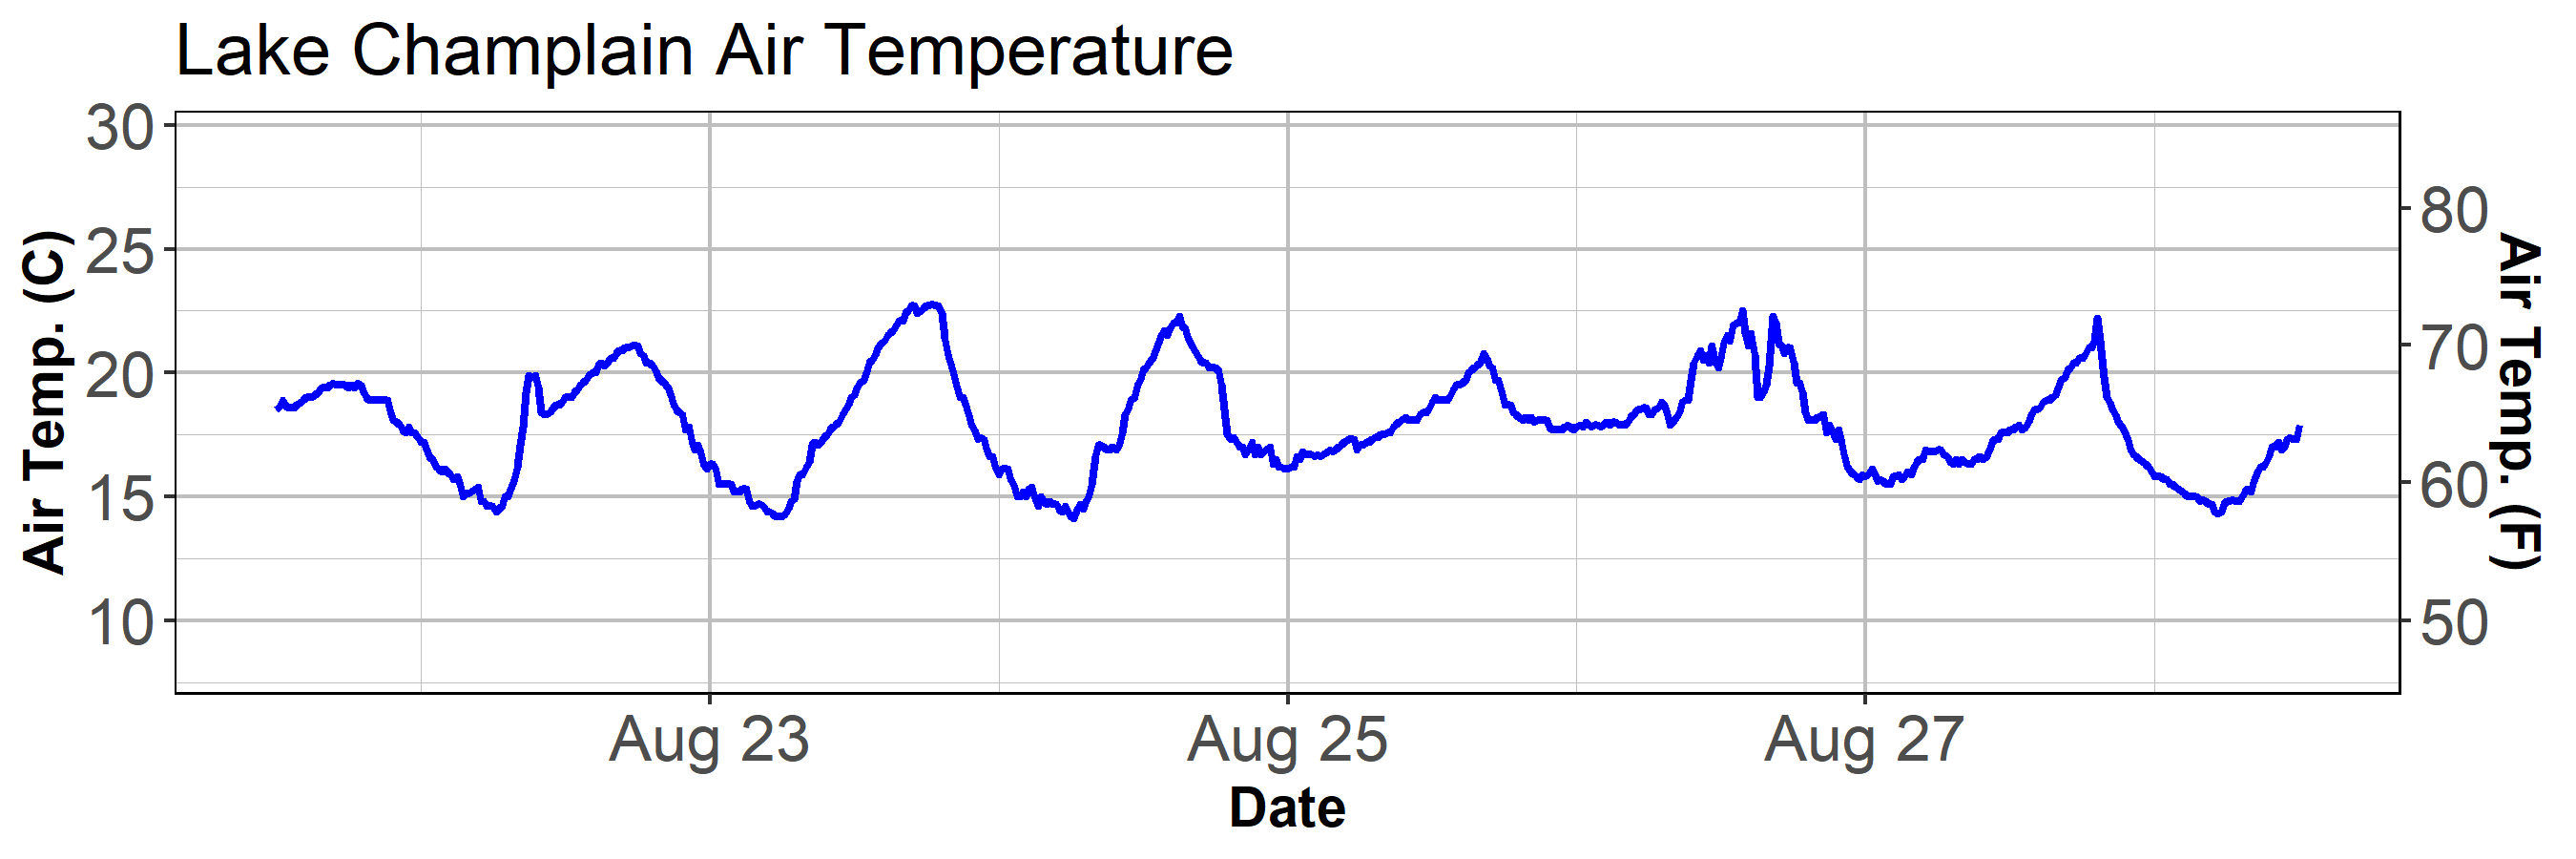 Lake Champlain Air Temperature
Air Temp. (C)
30
25
20
15
10
80
70
60
50
Air Temp. (F)
Aug 23 Aug 25 Aug 27
Date